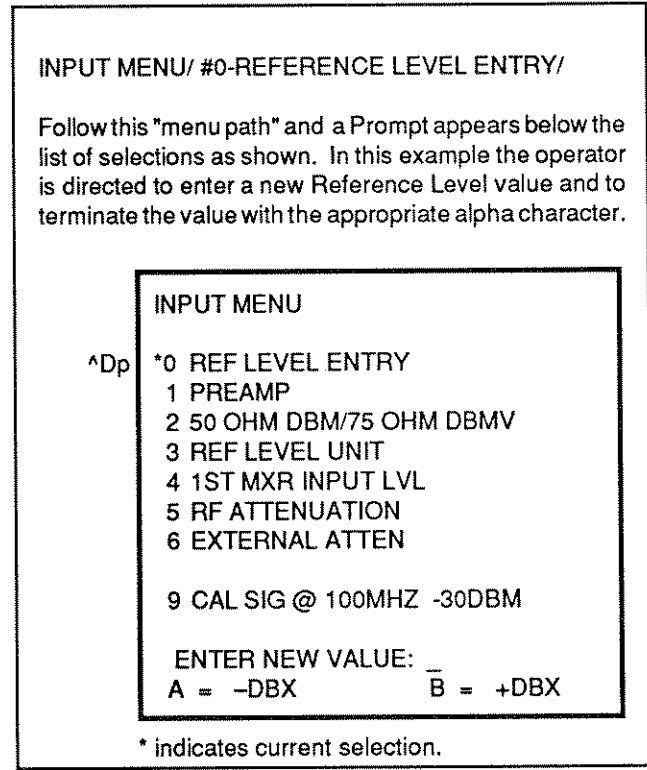 INPUT MENU/ #0-REFERENCE LEVEL ENTRY/
Follow this "menu path" and a Prompt appears below the
list of selections as shown. In this example the operator
is directed to enter a new Reference Level value and to
terminate the value with the appropriate alpha character.
INPUT MENU
^Dp *0 REF LEVEL ENTRY
1 PREAMP
2 50 OHM DBM/75 OHM DBMV
3 REF LEVEL UNIT
4 1ST MXR INPUT LVL
5 RF ATTENUATION
6 EXTERNAL ATTEN
9 CAL SIG @ 100MHZ -30DBM
ENTER NEW VALUE: _
A = -DBX B = +DBX
* indicates current selection.